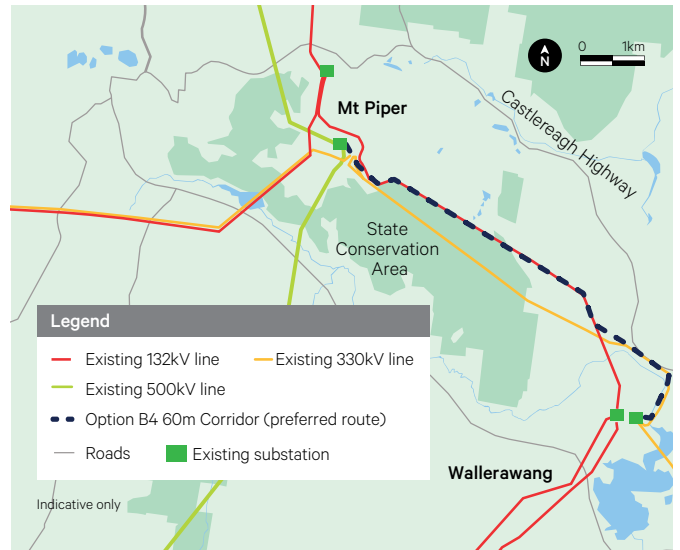 N
0 1km
Mt Piper
Castlereagh Highway
State
Conservation
Area
Legend
Existing 132kV line Existing 330kV line
Existing 500kV line
Option B4 60m Corridor (preferred route)
Roads Existing substation
Wallerawang
Indicative only